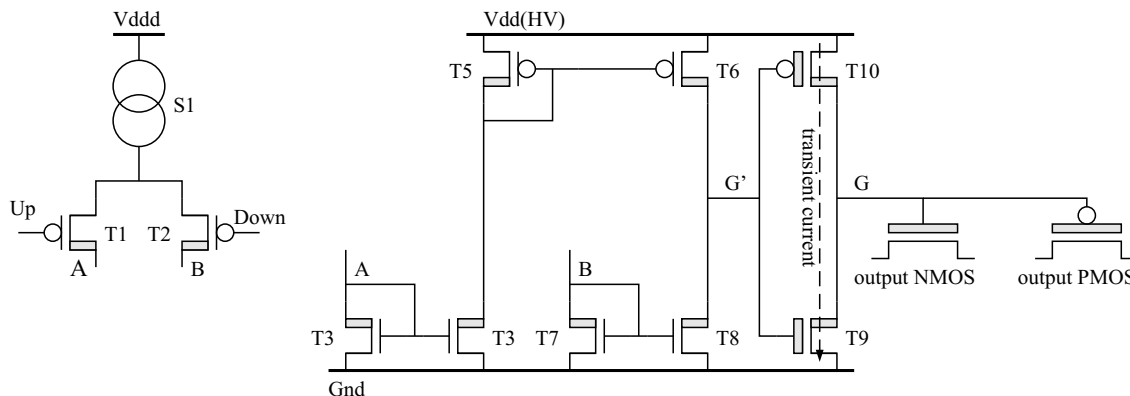 Vddd
S1
Up
T1
T2
Down
A
B
Vdd(HV)
T5
T6
T10
transient current
G'
G
output NMOS
output PMOS
A
B
T3
T3
T7
T8
T9
Gnd